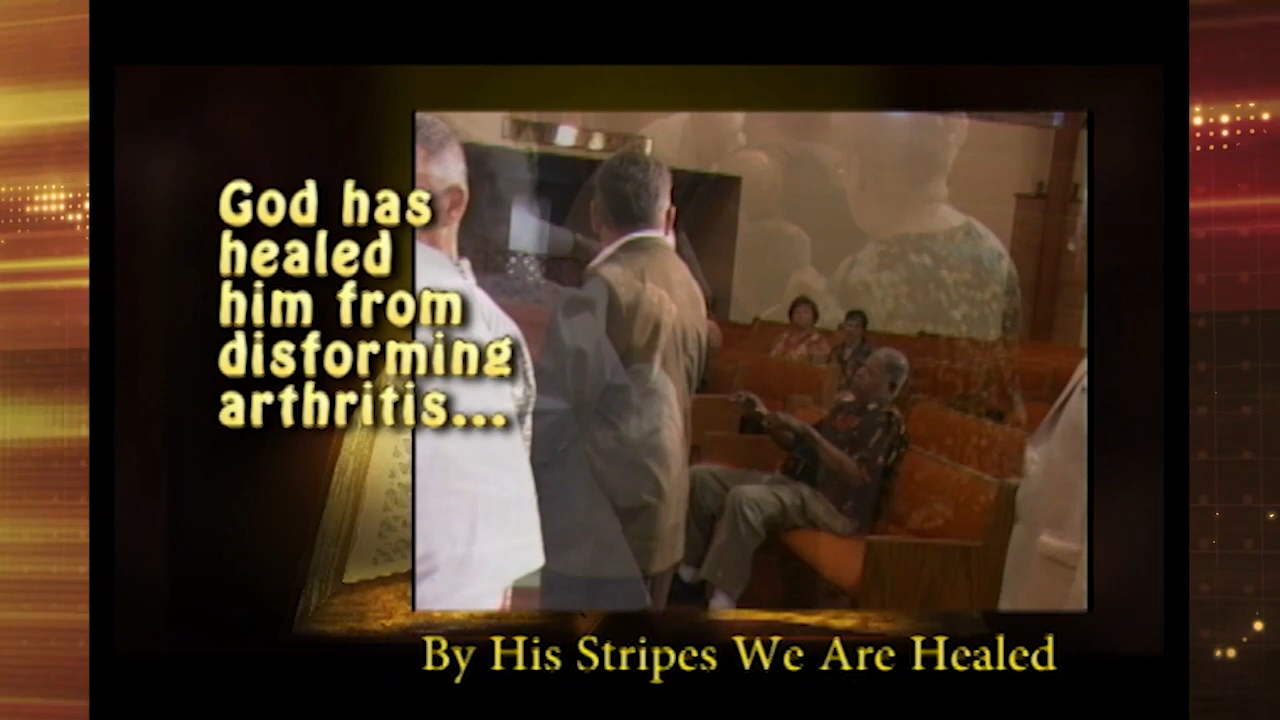 God has
healed
him from
disforming
arthritis...
By His Stripes We Are Healed